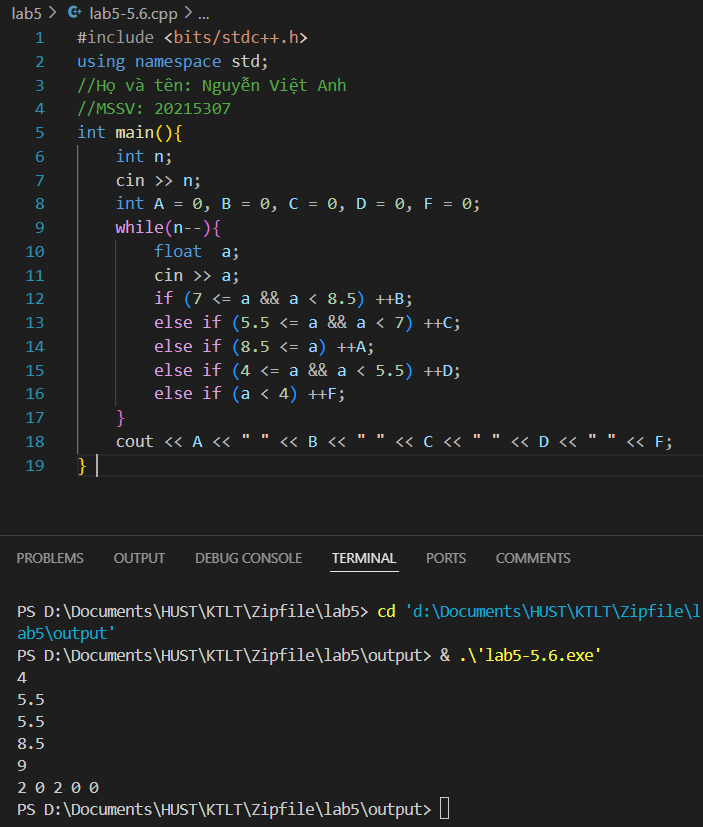 lab5 > lab5-5.6.cpp > ...
1 #include <bits/stdc++.h>
2 using namespace std;
3 //Họ và tên: Nguyễn Việt Anh
4 //MSSV: 20215307
5 int main(){
6     int n;
7     cin >> n;
8     int A = 0, B = 0, C = 0, D = 0, F = 0;
9     while(n--){
10         float  a;
11         cin >> a;
12         if (7 <= a && a < 8.5) ++B;
13         else if (5.5 <= a && a < 7) ++C;
14         else if (8.5 <= a) ++A;
15         else if (4 <= a && a < 5.5) ++D;
16         else if (a < 4) ++F;
17     }
18     cout << A << " " << B << " " << C << " " << D << " " << F;
19 }
PROBLEMS OUTPUT DEBUG CONSOLE TERMINAL PORTS COMMENTS
PS D:\Documents\HUST\KTLT\Zipfile\lab5> cd 'd:\Documents\HUST\KTLT\Zipfile\l
ab5\output'
PS D:\Documents\HUST\KTLT\Zipfile\lab5\output> & .\'lab5-5.6.exe'
4
5.5
5.5
8.5
9
2 0 2 0 0
PS D:\Documents\HUST\KTLT\Zipfile\lab5\output>